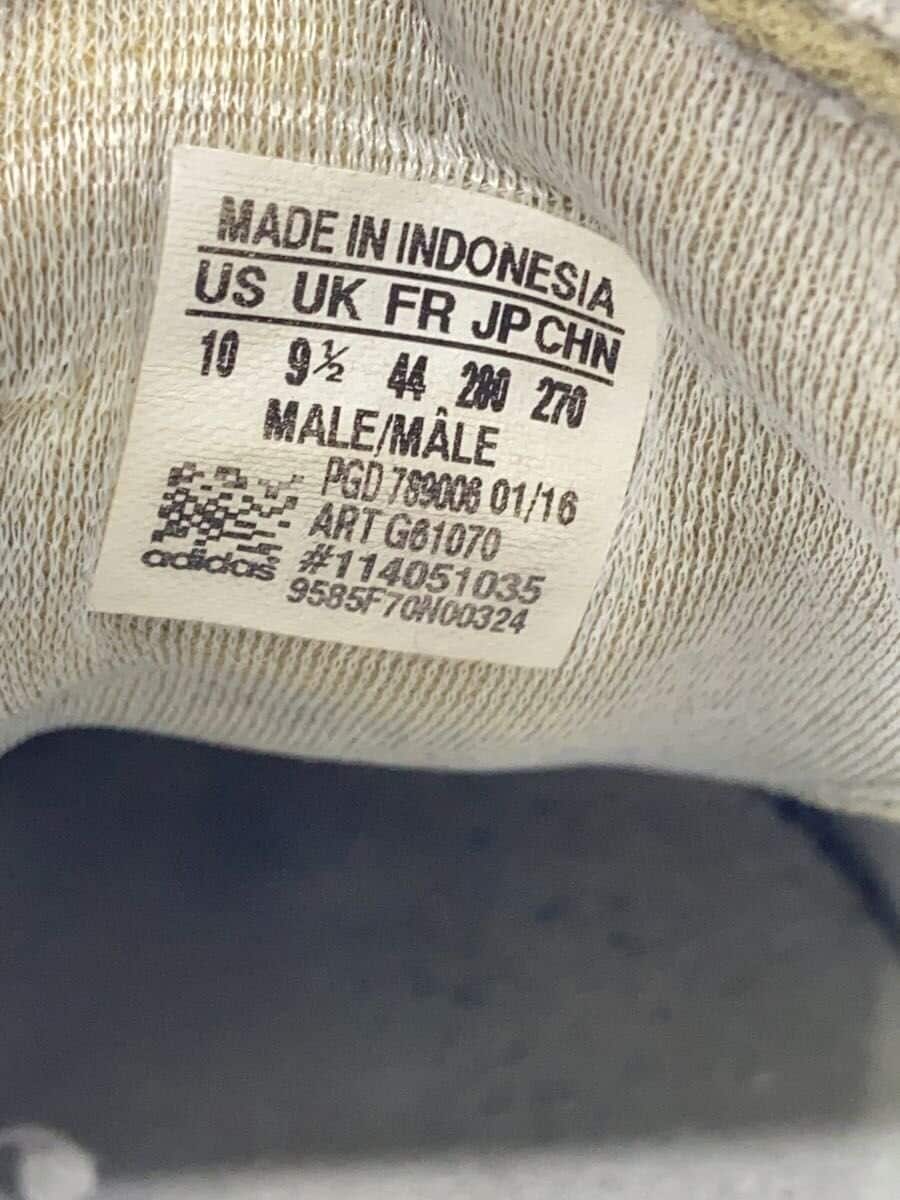 MADE IN INDONESIA
US UK FR JP CHN
10 9½ 44 280 270
MALE/MÂLE
PGD 789006 01/16
ART G61070
#114051035
9585F70N00324
adidas